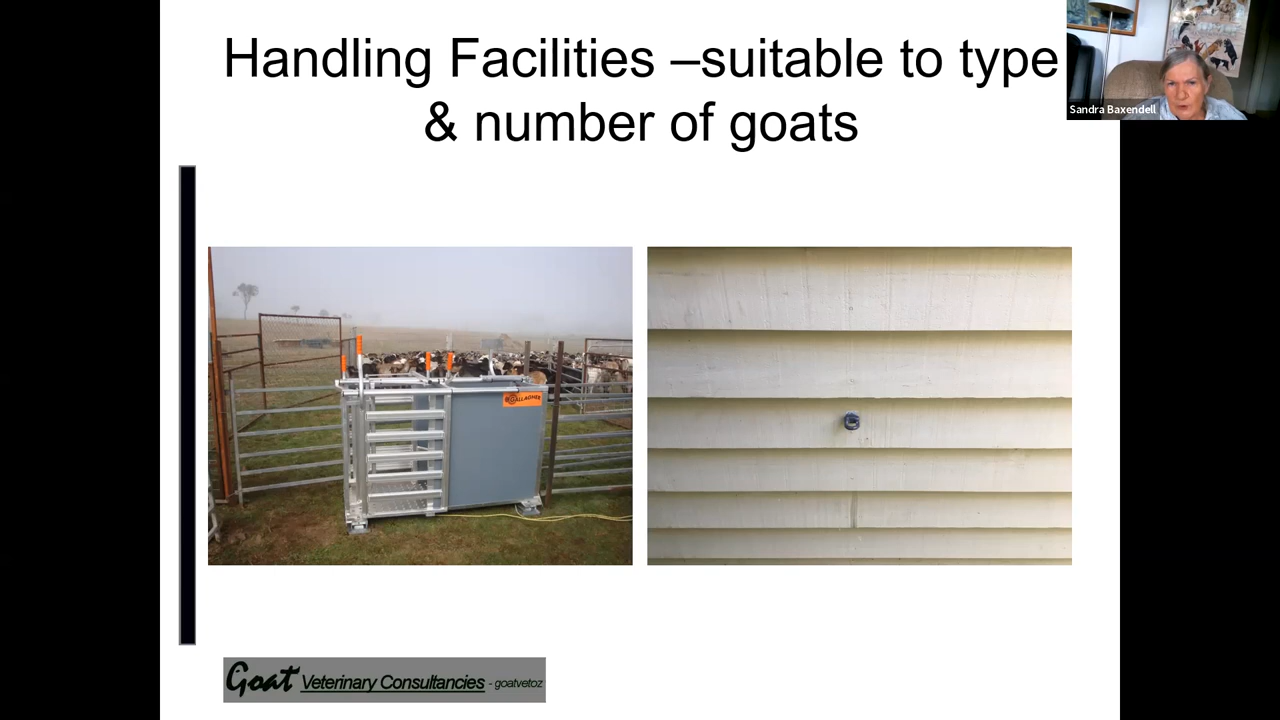 Handling Facilities –suitable to type
& number of goats
Sandra Baxendell
GALLAGHER
Goat Veterinary Consultancies - goatvetoz